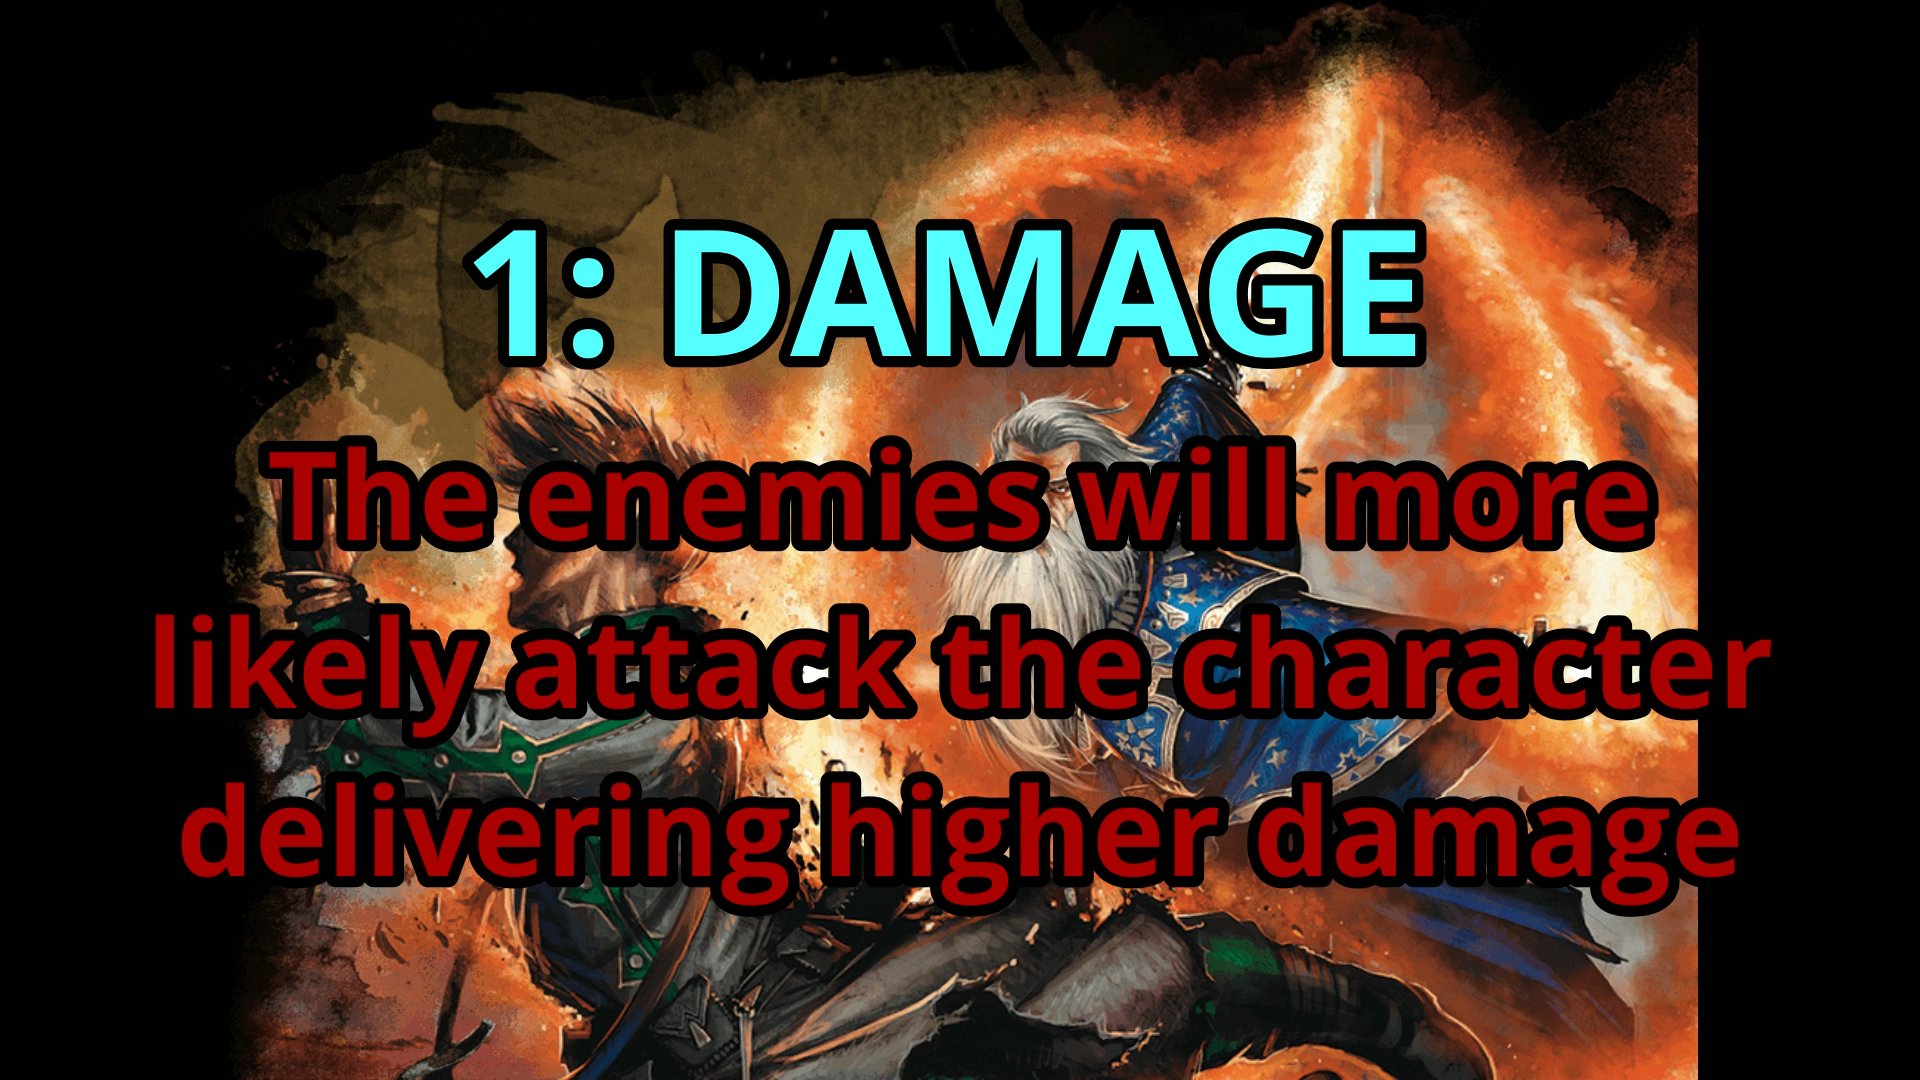 1: DAMAGE
The enemies will more
likely attack the character
delivering higher damage